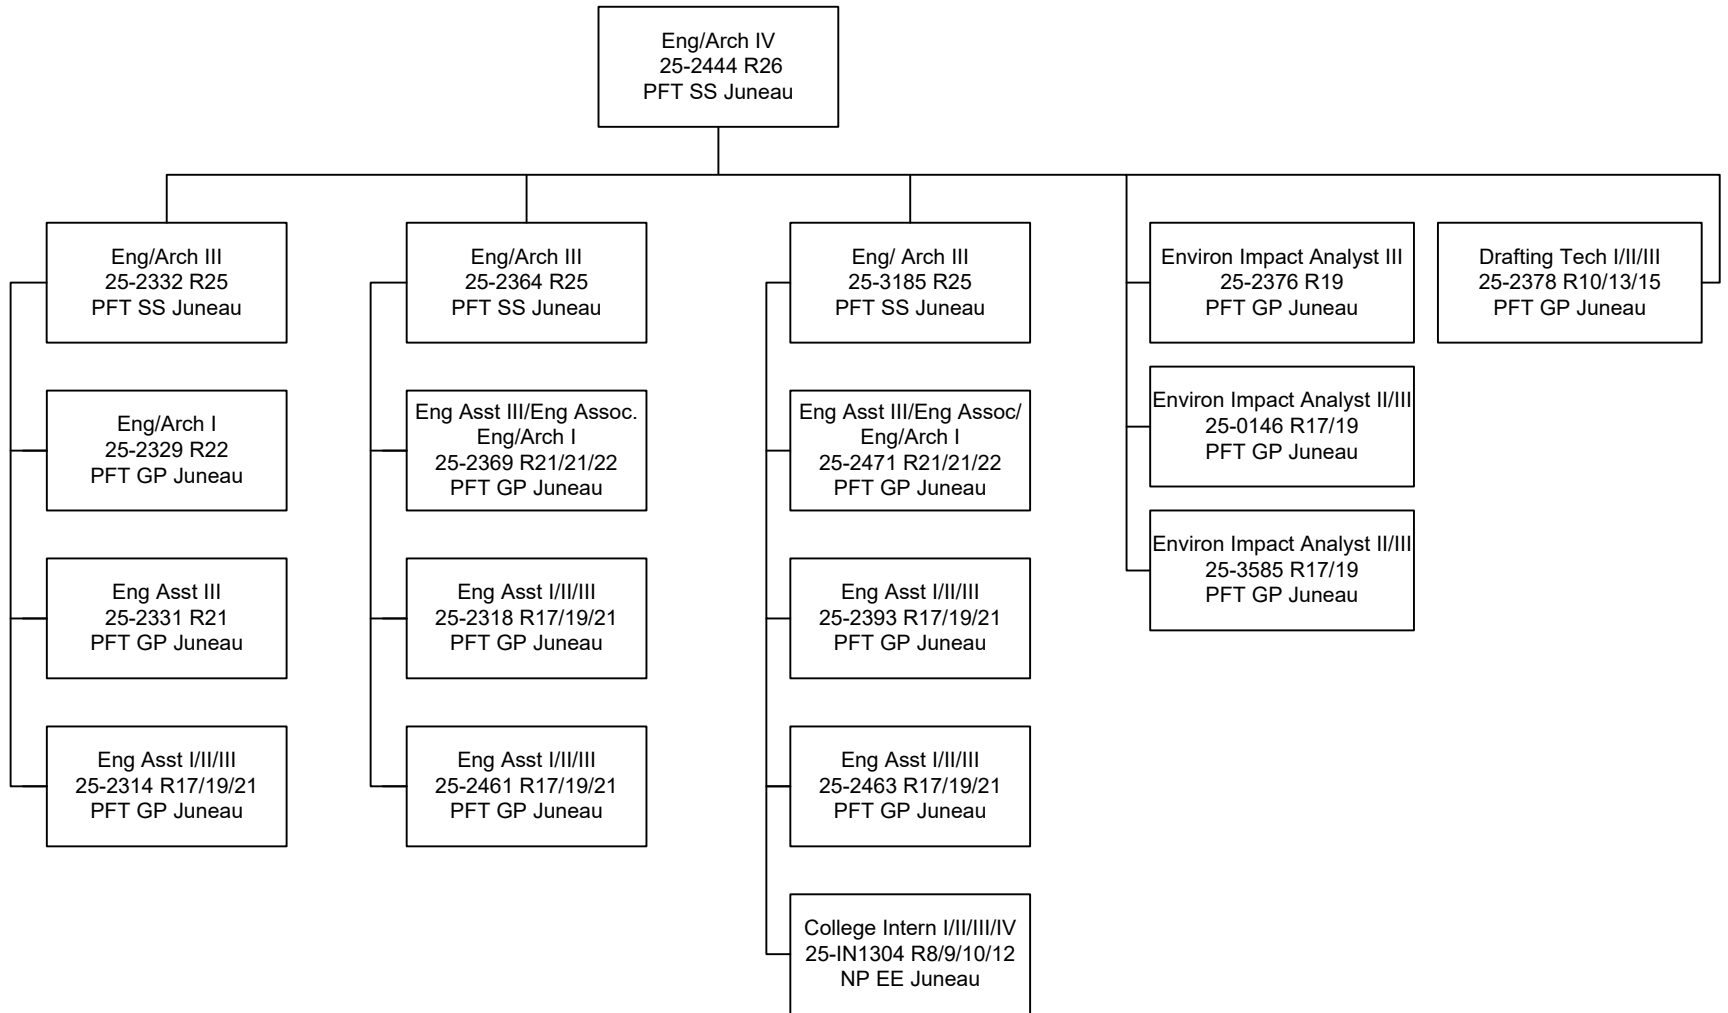 Eng/Arch IV
25-2444 R26
PFT SS Juneau
Eng/Arch III
25-2332 R25
PFT SS Juneau
Eng/Arch I
25-2329 R22
PFT GP Juneau
Eng Asst III
25-2331 R21
PFT GP Juneau
Eng Asst I/II/III
25-2314 R17/19/21
PFT GP Juneau
Eng/Arch III
25-2364 R25
PFT SS Juneau
Eng Asst III/Eng Assoc.
Eng/Arch I
25-2369 R21/21/22
PFT GP Juneau
Eng Asst I/II/III
25-2318 R17/19/21
PFT GP Juneau
Eng Asst I/II/III
25-2461 R17/19/21
PFT GP Juneau
Eng/ Arch III
25-3185 R25
PFT SS Juneau
Eng Asst III/Eng Assoc/
Eng/Arch I
25-2471 R21/21/22
PFT GP Juneau
Eng Asst I/II/III
25-2393 R17/19/21
PFT GP Juneau
Eng Asst I/II/III
25-2463 R17/19/21
PFT GP Juneau
College Intern I/II/III/IV
25-IN1304 R8/9/10/12
NP EE Juneau
Environ Impact Analyst III
25-2376 R19
PFT GP Juneau
Environ Impact Analyst II/III
25-0146 R17/19
PFT GP Juneau
Environ Impact Analyst II/III
25-3585 R17/19
PFT GP Juneau
Drafting Tech I/II/III
25-2378 R10/13/15
PFT GP Juneau